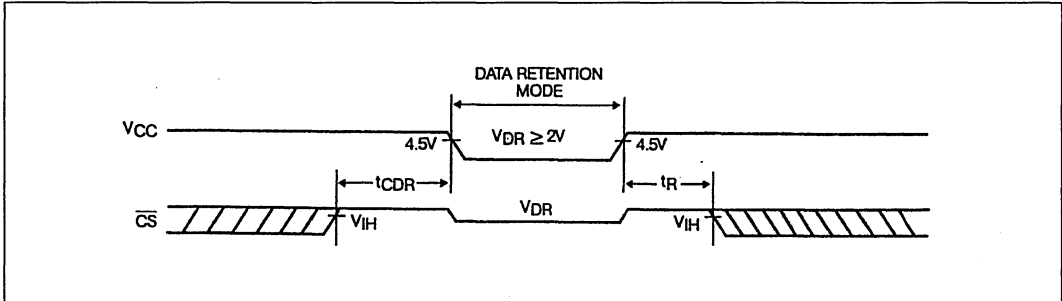 DATA RETENTION
MODE
VCC
4.5V
VDR ≥ 2V
4.5V
tCDR
tR
CS
VIH
VDR
VIH